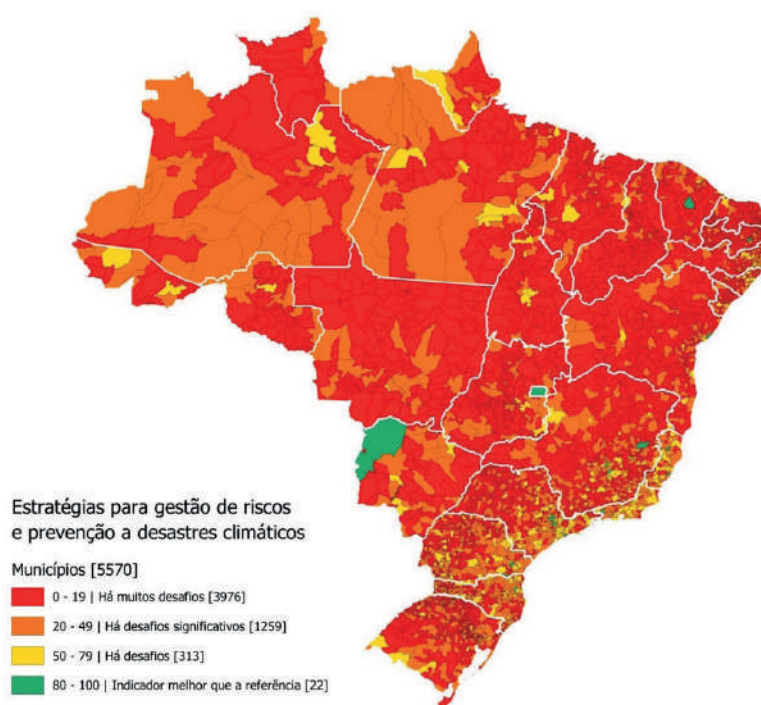 Estratégias para gestão de riscos
e prevenção a desastres climáticos
Municípios [5570]
0 - 19 | Há muitos desafios [3976]
20 - 49 | Há desafios significativos [1259]
50 - 79 | Há desafios [313]
80 - 100 | Indicador melhor que a referência [22]